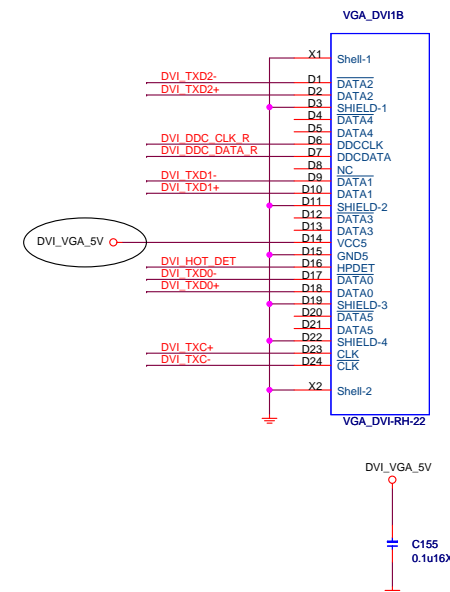 VGA_DVI1B
X1 Shell-1
DVI_TXD2- D1 DATA2
DVI_TXD2+ D2 DATA2
D3 SHIELD-1
D4 DATA4
D5 DATA4
DVI_DDC_CLK_R D6 DDCCLK
DVI_DDC_DATA_R D7 DDCDATA
D8 NC
DVI_TXD1- D9 DATA1
DVI_TXD1+ D10 DATA1
D11 SHIELD-2
D12 DATA3
D13 DATA3
DVI_VGA_5V D14 VCC5
D15 GND5
DVI_HOT_DET D16 HPDET
DVI_TXD0- D17 DATA0
DVI_TXD0+ D18 DATA0
D19 SHIELD-3
D20 DATA5
D21 DATA5
D22 SHIELD-4
DVI_TXC+ D23 CLK
DVI_TXC- D24 CLK
X2 Shell-2
VGA_DVI-RH-22
DVI_VGA_5V
C155
0.1u16X